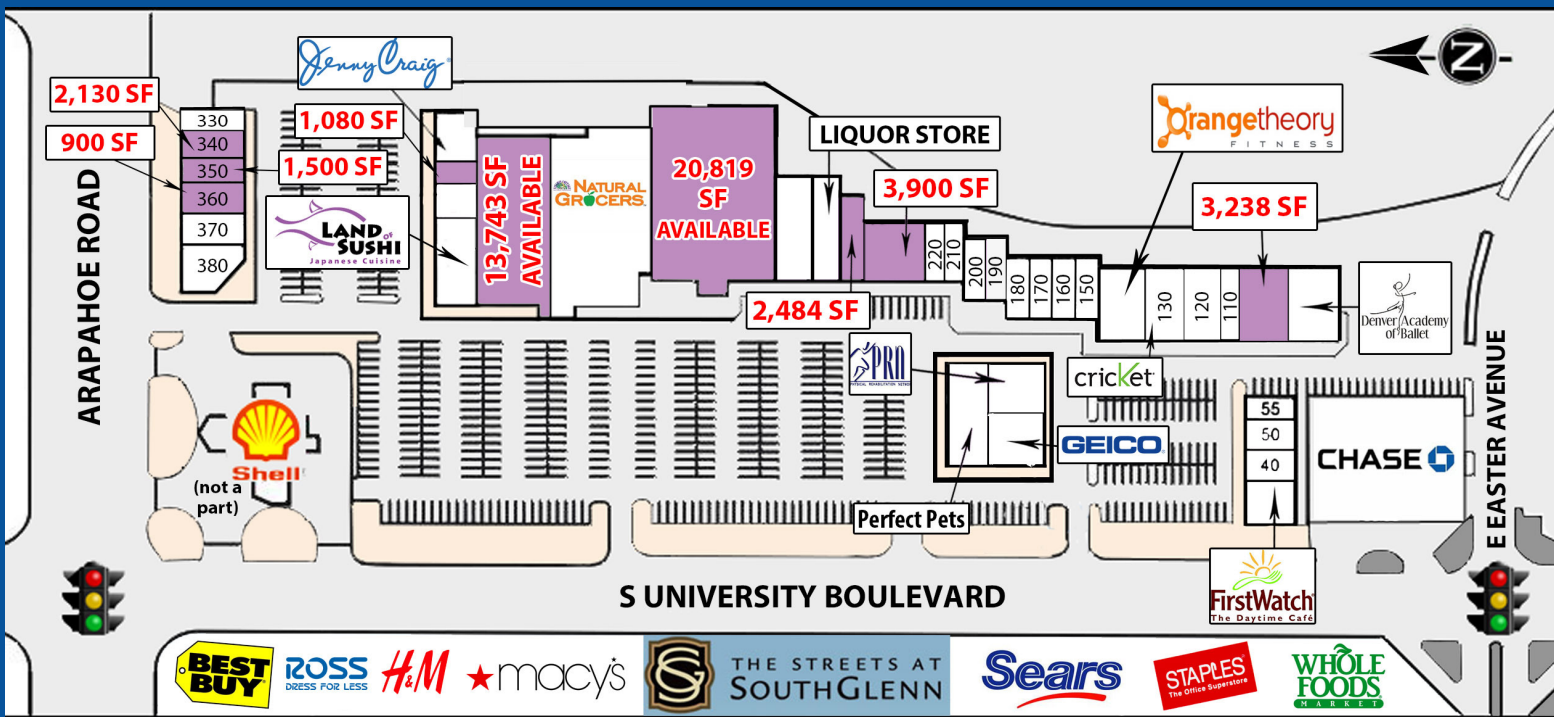 Jenny Craig
N
2,130 SF
900 SF
330
340
350
360
370
380
1,500 SF
1,080 SF
LAND OF
SUSHI
Japanese Cuisine
13,743 SF
AVAILABLE
NATURAL
GROCERS
20,819
SF
AVAILABLE
LIQUOR STORE
3,900 SF
2,484 SF
220
210
200
190
180
170
160
150
Orangetheory
FITNESS
130
120
110
3,238 SF
Denver Academy
of Ballet
ARAPAHOE ROAD
Shell
(not a
part)
PRN
PHYSICAL REHABILITATION NETWORK
cricket
GEICO
Perfect Pets
55
50
40
CHASE
E EASTER AVENUE
FirstWatch
The Daytime Café
S UNIVERSITY BOULEVARD
BEST
BUY
ROSS
DRESS FOR LESS
H&M
macy's
SG
THE STREETS AT
SOUTHGLENN
Sears
STAPLES
The Office Superstore
WHOLE
FOODS
MARKET